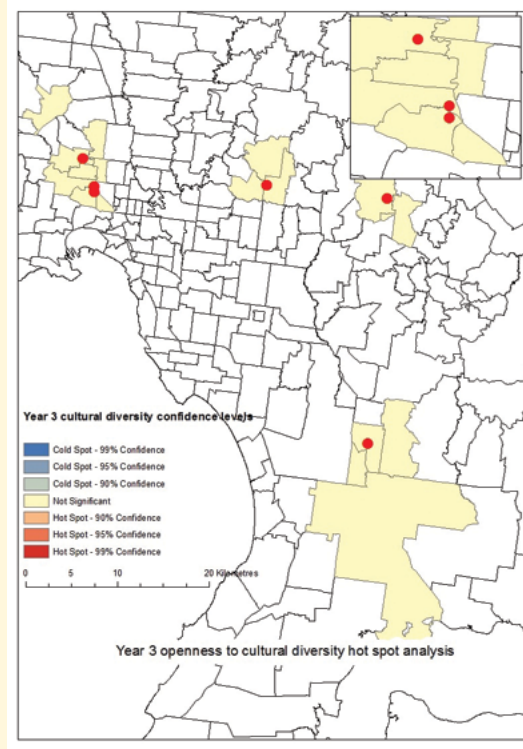 Year 3 cultural diversity confidence levels
Cold Spot - 99% Confidence
Cold Spot - 95% Confidence
Cold Spot - 90% Confidence
Not Significant
Hot Spot - 90% Confidence
Hot Spot - 95% Confidence
Hot Spot - 99% Confidence
0 5 10 20 Kilometres
Year 3 openness to cultural diversity hot spot analysis